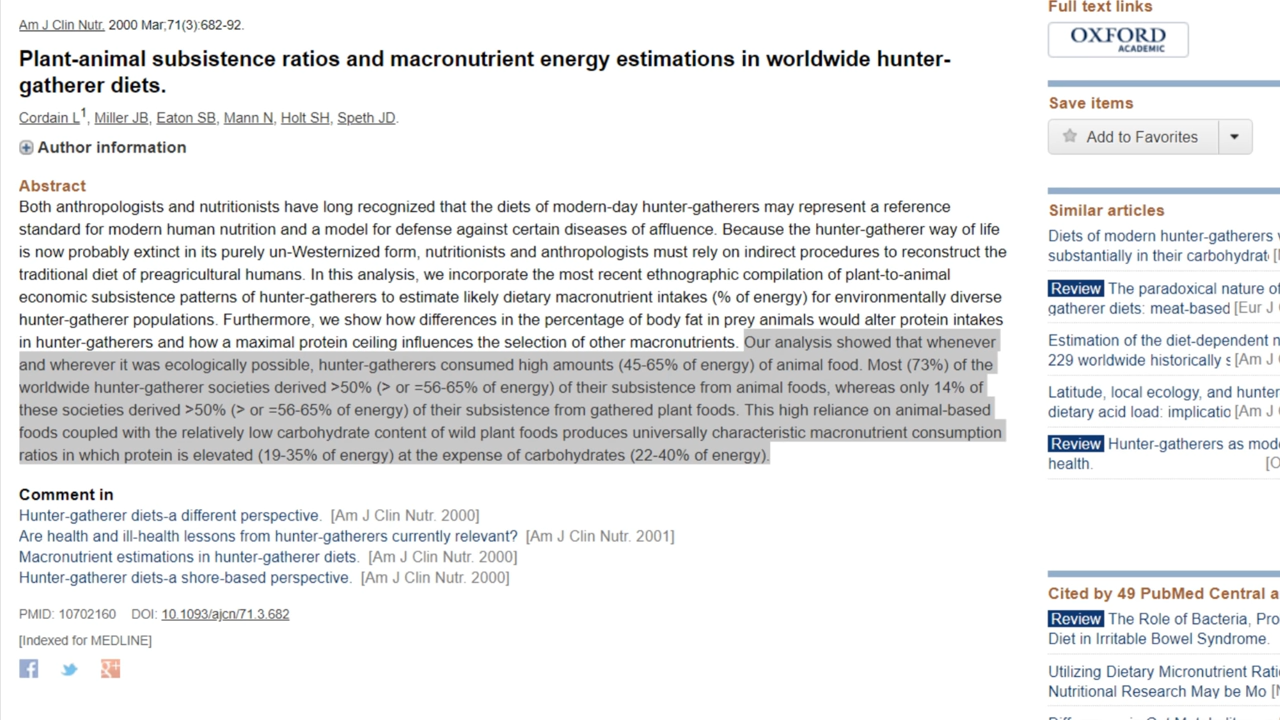 Am J Clin Nutr. 2000 Mar;71(3):682-92.
Plant-animal subsistence ratios and macronutrient energy estimations in worldwide hunter-
gatherer diets.
Cordain L1, Miller JB, Eaton SB, Mann N, Holt SH, Speth JD.
Author information
Abstract
Both anthropologists and nutritionists have long recognized that the diets of modern-day hunter-gatherers may represent a reference
standard for modern human nutrition and a model for defense against certain diseases of affluence. Because the hunter-gatherer way of life
is now probably extinct in its purely un-Westernized form, nutritionists and anthropologists must rely on indirect procedures to reconstruct the
traditional diet of preagricultural humans. In this analysis, we incorporate the most recent ethnographic compilation of plant-to-animal
economic subsistence patterns of hunter-gatherers to estimate likely dietary macronutrient intakes (% of energy) for environmentally diverse
hunter-gatherer populations. Furthermore, we show how differences in the percentage of body fat in prey animals would alter protein intakes
in hunter-gatherers and how a maximal protein ceiling influences the selection of other macronutrients. Our analysis showed that whenever
and wherever it was ecologically possible, hunter-gatherers consumed high amounts (45-65% of energy) of animal food. Most (73%) of the
worldwide hunter-gatherer societies derived >50% (> or =56-65% of energy) of their subsistence from animal foods, whereas only 14% of
these societies derived >50% (> or =56-65% of energy) of their subsistence from gathered plant foods. This high reliance on animal-based
foods coupled with the relatively low carbohydrate content of wild plant foods produces universally characteristic macronutrient consumption
ratios in which protein is elevated (19-35% of energy) at the expense of carbohydrates (22-40% of energy).
Comment in
Hunter-gatherer diets-a different perspective. [Am J Clin Nutr. 2000]
Are health and ill-health lessons from hunter-gatherers currently relevant? [Am J Clin Nutr. 2001]
Macronutrient estimations in hunter-gatherer diets. [Am J Clin Nutr. 2000]
Hunter-gatherer diets-a shore-based perspective. [Am J Clin Nutr. 2000]
PMID: 10702160 DOI: 10.1093/ajcn/71.3.682
[Indexed for MEDLINE]
Full text links
OXFORD
ACADEMIC
Save items
Add to Favorites
Similar articles
Diets of modern hunter-gatherers
substantially in their carbohydrat
Review The paradoxical nature of
gatherer diets: meat-based [Eur J
Estimation of the diet-dependent
229 worldwide historically [Am J
Latitude, local ecology, and hunter-
dietary acid load: implicatio [Am J
Review Hunter-gatherers as mod
health. [O
Cited by 49 PubMed Central a
Review The Role of Bacteria, Pro
Diet in Irritable Bowel Syndrome.
Utilizing Dietary Micronutrient Rati
Nutritional Research May be Mo [N